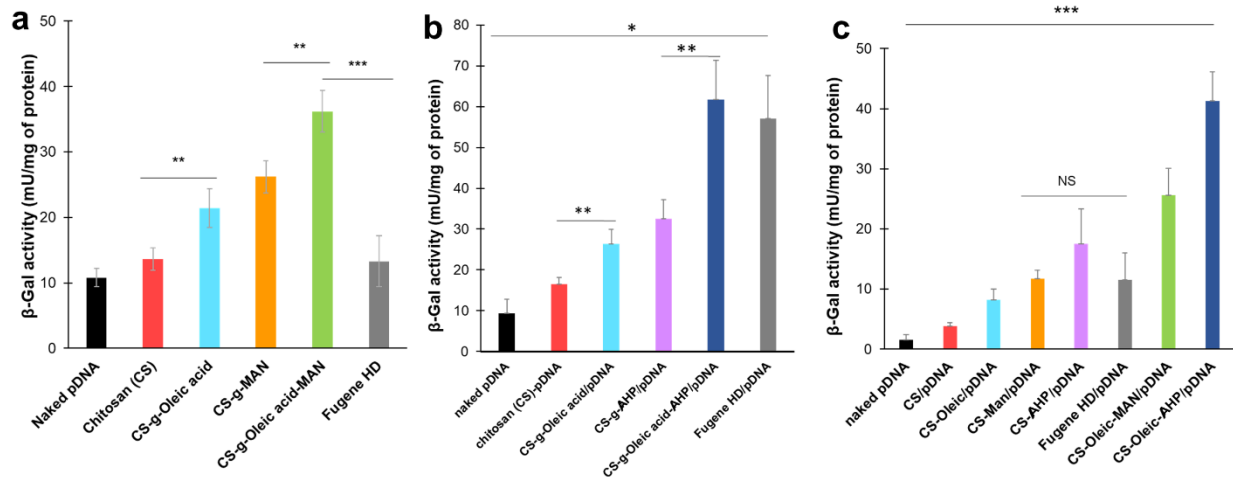 a
β-Gal activity (mU/mg of protein)
50
40
30
20
10
0
**
**
***
Naked pDNA
Chitosan (CS)
CS-g-Oleic acid
CS-g-MAN
CS-g-Oleic acid-MAN
Fugene HD
b
β-Gal activity (mU/mg of protein)
80
70
60
50
40
30
20
10
0
*
**
**
naked pDNA
chitosan (CS)-pDNA
CS-g-Oleic acid/pDNA
CS-g-AHP/pDNA
CS-g-Oleic acid-AHP/pDNA
Fugene HD/pDNA
c
β-Gal activity (mU/mg of protein)
50
40
30
20
10
0
***
NS
naked pDNA
CS/pDNA
CS-Oleic/pDNA
CS-Man/pDNA
CS-AHP/pDNA
Fugene HD/pDNA
CS-Oleic-MAN/pDNA
CS-Oleic-AHP/pDNA